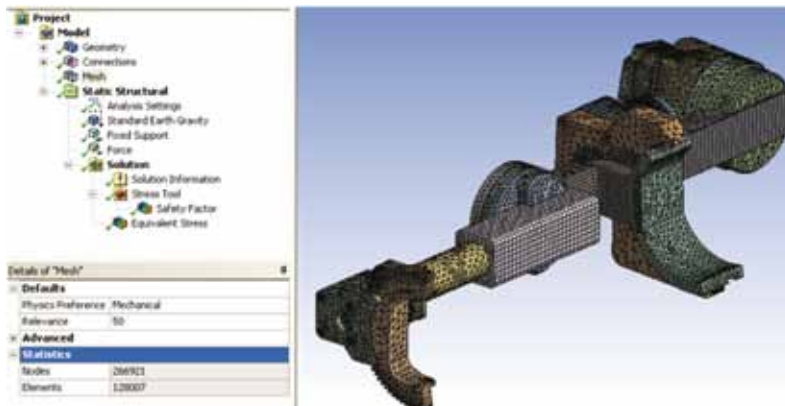 Project
Model
Geometry
Connections
Mesh
Static Structural
Analysis Settings
Standard Earth Gravity
Fixed Support
Force
Solution
Solution Information
Stress Tool
Safety Factor
Equivalent Stress
Details of "Mesh"
Defaults
Physics Preference Mechanical
Relevance 50
Advanced
Statistics
Nodes 266921
Elements 128007